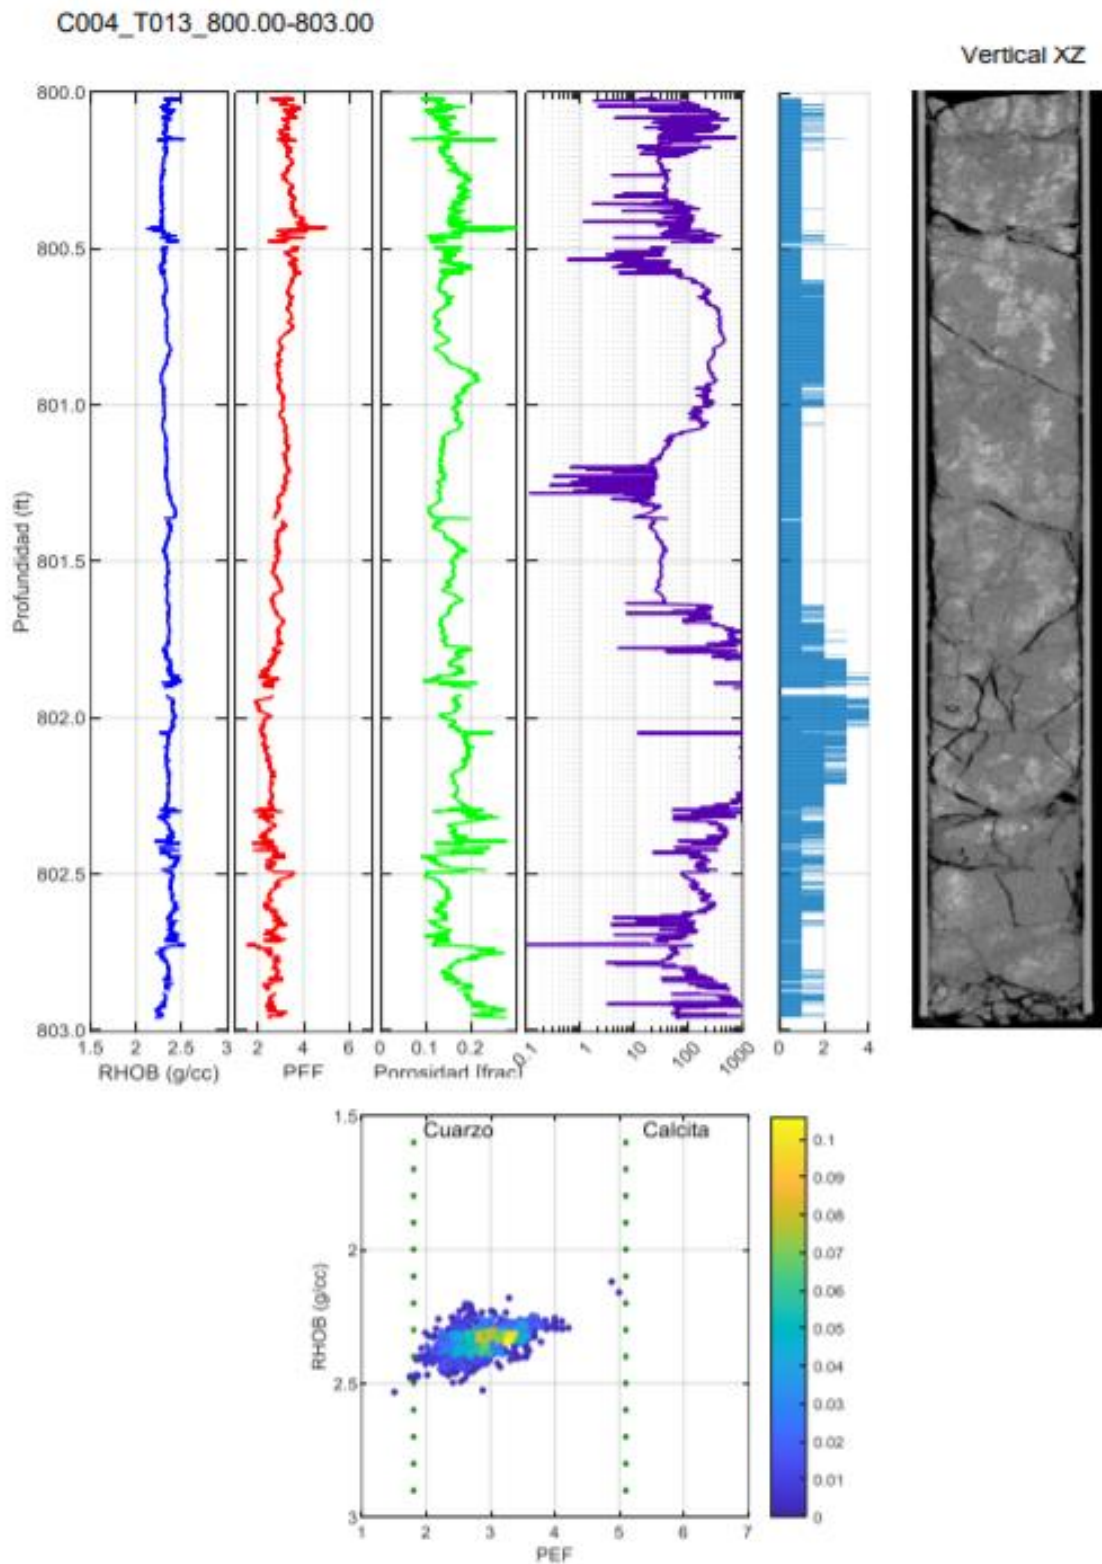 C004_T013_800.00-803.00
Vertical XZ
800.0
800.5
801.0
801.5
802.0
802.5
803.0
Profundidad (ft)
1.5 2 2.5 3
RHOB (g/cc)
2 4 6
PEF
0 0.1 0.2
Porosidad [frac]
0.1 1 10 100 1000
0 2 4
Cuarzo Calcita
1.5
2
2.5
3
RHOB (g/cc)
1 2 3 4 5 6 7
PEF
0.1
0.09
0.08
0.07
0.06
0.05
0.04
0.03
0.02
0.01
0